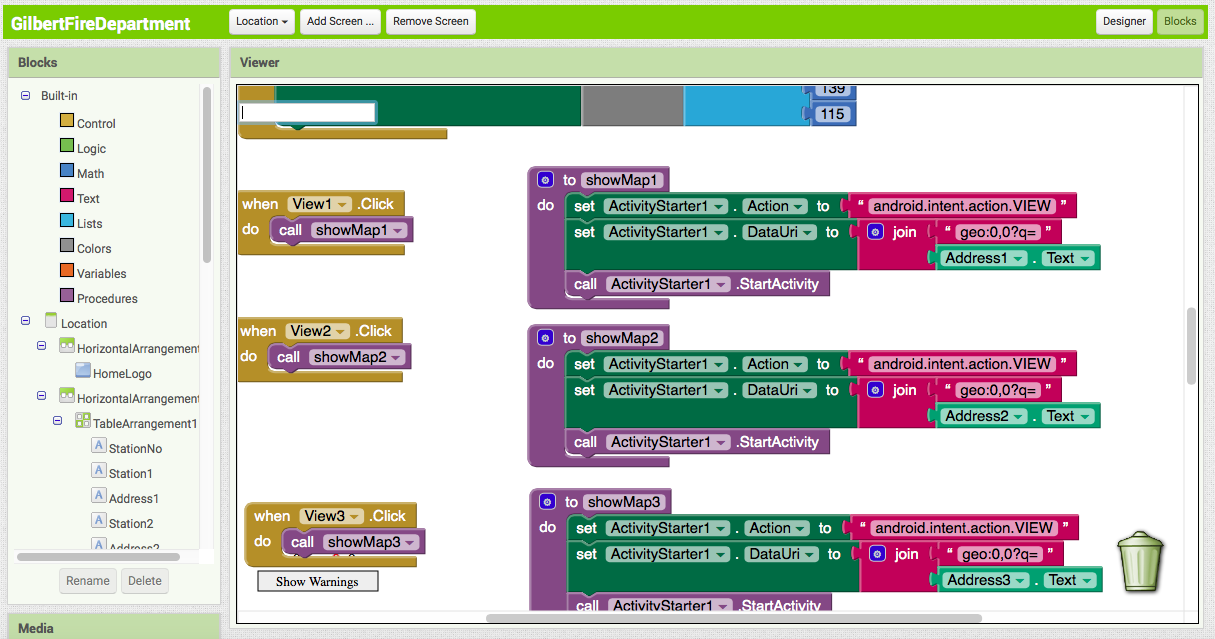 GilbertFireDepartment Location Add Screen ... Remove Screen Designer Blocks
Blocks
Built-in
Control
Logic
Math
Text
Lists
Colors
Variables
Procedures
Location
HorizontalArrangement
HomeLogo
HorizontalArrangement
TableArrangement1
A StationNo
A Station1
A Address1
A Station2
A Address2
Rename Delete
Media
Viewer
139
115
when View1 .Click
do call showMap1
to showMap1
do set ActivityStarter1 . Action to “ android.intent.action.VIEW ”
set ActivityStarter1 . DataUri to join “ geo:0,0?q= ”
Address1 . Text
call ActivityStarter1 .StartActivity
when View2 .Click
do call showMap2
to showMap2
do set ActivityStarter1 . Action to “ android.intent.action.VIEW ”
set ActivityStarter1 . DataUri to join “ geo:0,0?q= ”
Address2 . Text
call ActivityStarter1 .StartActivity
when View3 .Click
do call showMap3
Show Warnings
to showMap3
do set ActivityStarter1 . Action to “ android.intent.action.VIEW ”
set ActivityStarter1 . DataUri to join “ geo:0,0?q= ”
Address3 . Text
call ActivityStarter1 .StartActivity